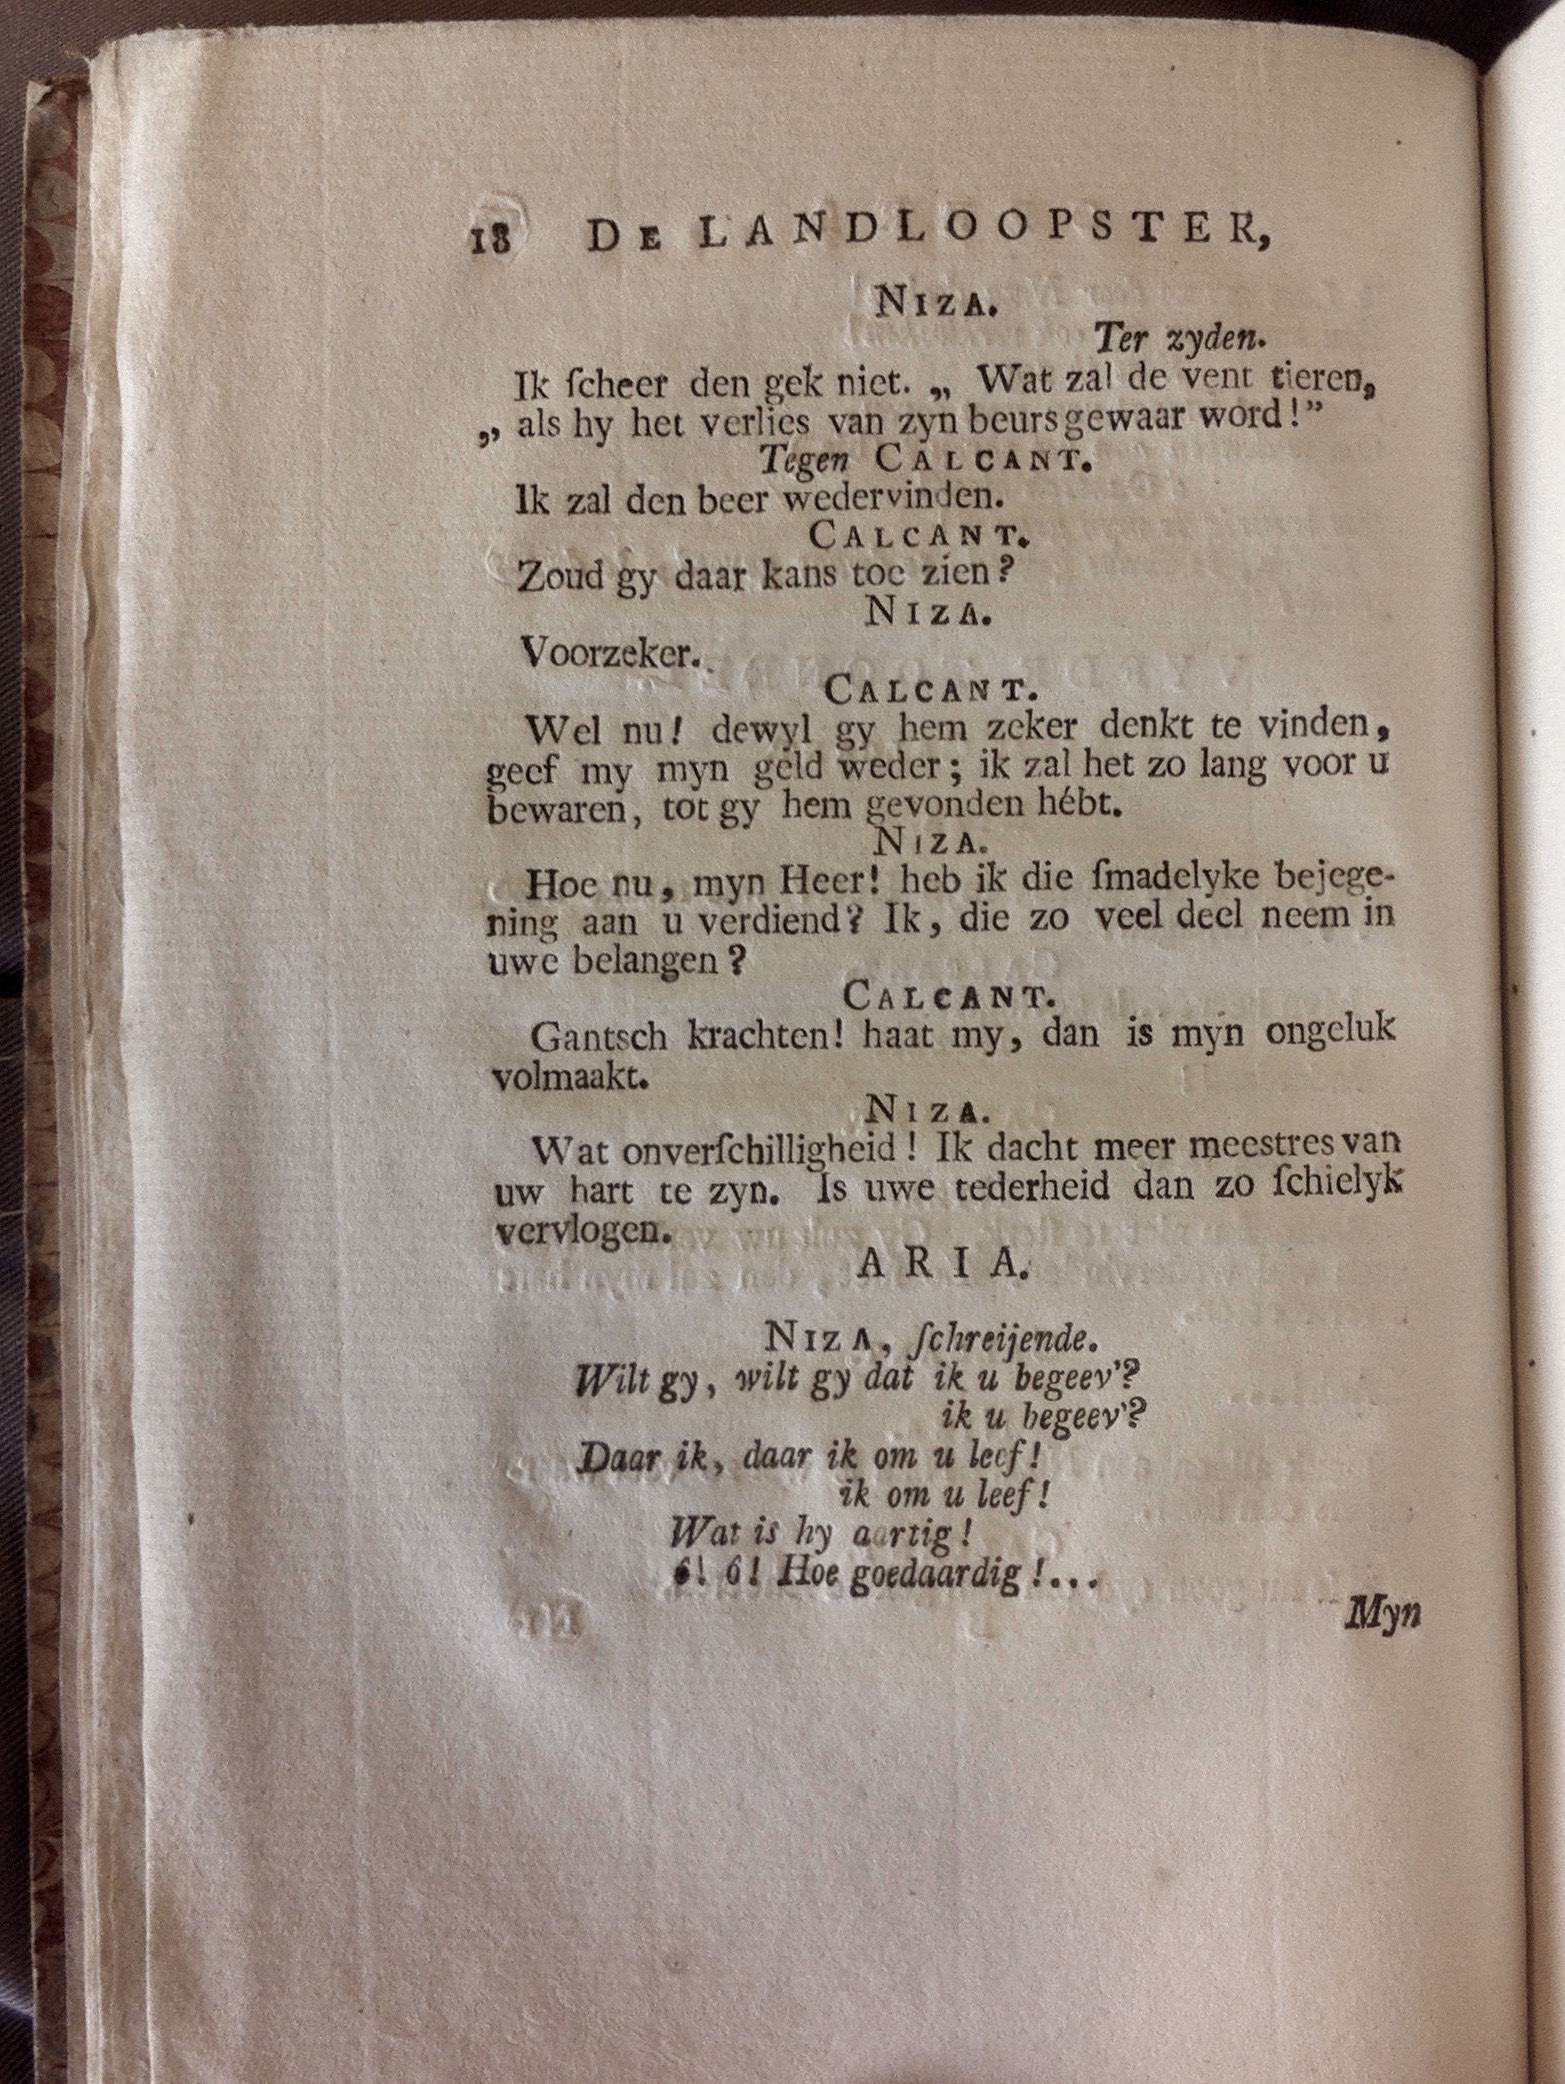 18 DE LANDLOOPSTER,
NIZA.
Ter zyden.
Ik ſcheer den gek niet. „ Wat zal de vent tieren,
„ als hy het verlies van zyn beurs gewaar word!”
Tegen CALCANT.
Ik zal den beer wedervinden.
CALCANT.
Zoud gy daar kans toe zien?
NIZA.
Voorzeker.
CALCANT.
Wel nu! dewyl gy hem zeker denkt te vinden,
geef my myn geld weder; ik zal het zo lang voor u
bewaren, tot gy hem gevonden hébt.
NIZA.
Hoe nu, myn Heer! heb ik die ſmadelyke bejege-
ning aan u verdiend? Ik, die zo veel deel neem in
uwe belangen?
CALCANT.
Gantsch krachten! haat my, dan is myn ongeluk
volmaakt.
NIZA.
Wat onverſchilligheid! Ik dacht meer meestres van
uw hart te zyn. Is uwe tederheid dan zo ſchielyk
vervlogen.
ARIA.
NIZA, ſchreijende.
Wilt gy, wilt gy dat ik u begeev'?
ik u begeev'?
Daar ik, daar ik om u leef!
ik om u leef!
Wat is hy aartig!
ô! ô! Hoe goedaardig!...
Myn